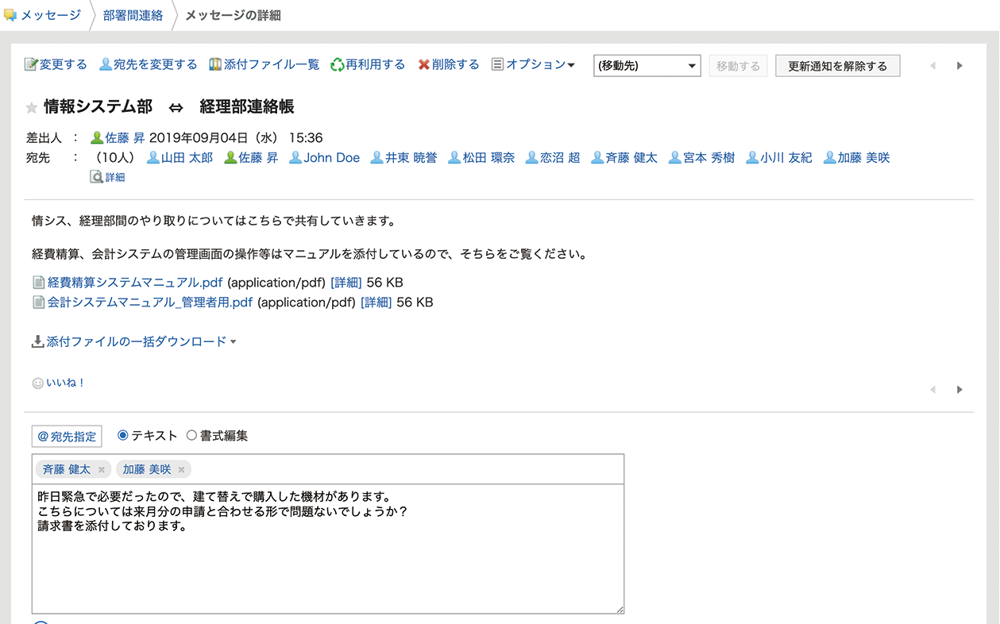 メッセージ 部署間連絡 メッセージの詳細
変更する 宛先を変更する 添付ファイル一覧 再利用する 削除する オプション (移動先) 移動する 更新通知を解除する
情報システム部 ⇔ 経理部連絡帳
差出人 : 佐藤 昇 2019年09月04日（水） 15:36
宛先 : （10人） 山田 太郎 佐藤 昇 John Doe 井東 暁誉 松田 環奈 恋沼 超 斉藤 健太 宮本 秀樹 小川 友紀 加藤 美咲
詳細
情シス、経理部間のやり取りについてはこちらで共有していきます。
経費精算、会計システムの管理画面の操作等はマニュアルを添付しているので、そちらをご覧ください。
経費精算システムマニュアル.pdf (application/pdf) [詳細] 56 KB
会計システムマニュアル_管理者用.pdf (application/pdf) [詳細] 56 KB
添付ファイルの一括ダウンロード
いいね！
@宛先指定 テキスト 書式編集
斉藤 健太 × 加藤 美咲 ×
昨日緊急で必要だったので、建て替えで購入した機材があります。
こちらについては来月分の申請と合わせる形で問題ないでしょうか？
請求書を添付しております。